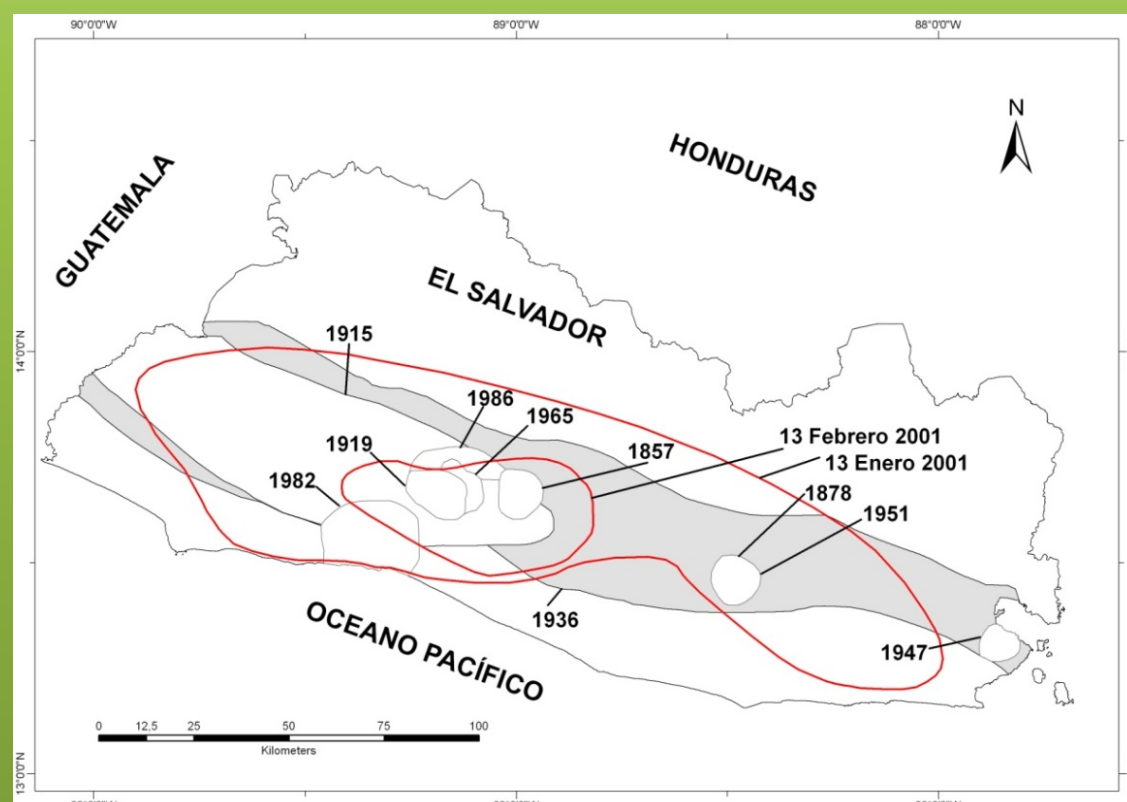 90°0'0"W
89°0'0"W
88°0'0"W
N
HONDURAS
GUATEMALA
EL SALVADOR
14°0'0"N
1915
1986
1965
1919
1857
13 Febrero 2001
13 Enero 2001
1982
1878
1951
1936
OCEANO PACÍFICO
1947
0 12,5 25 50 75 100
Kilometers
13°0'0"N